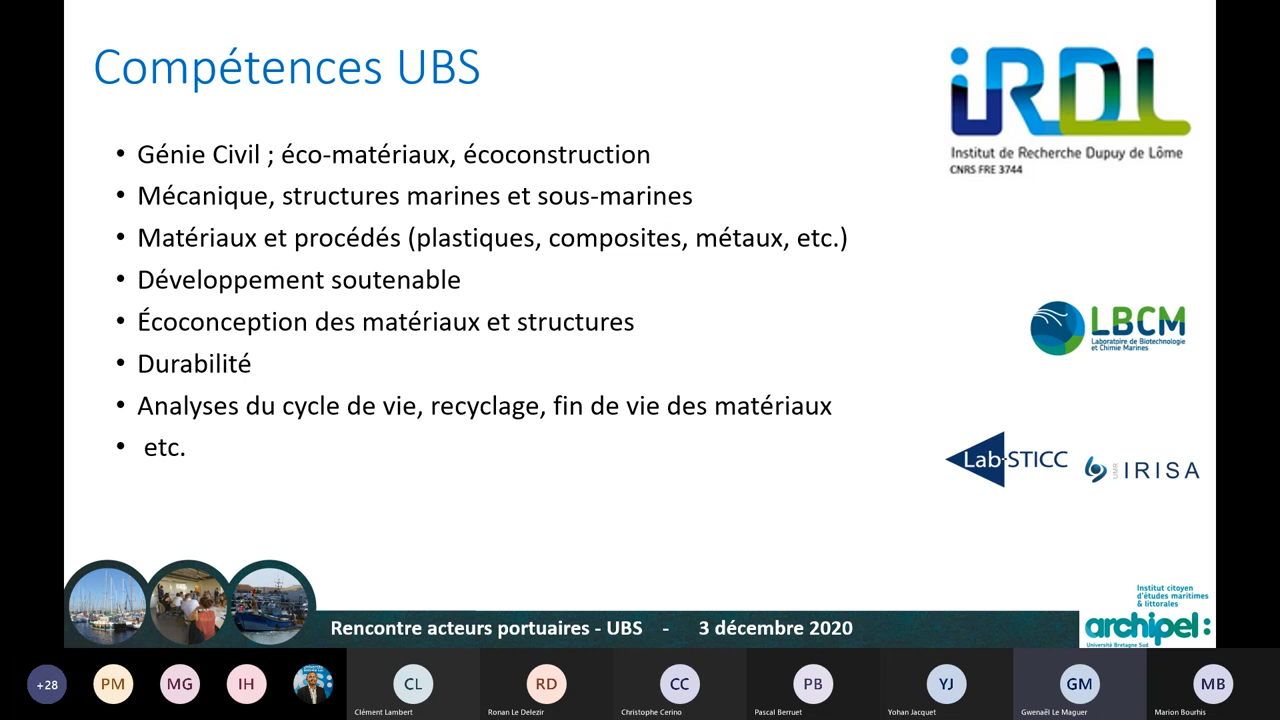 Compétences UBS
iRDL
Institut de Recherche Dupuy de Lôme
CNRS FRE 3744
• Génie Civil ; éco-matériaux, écoconstruction
• Mécanique, structures marines et sous-marines
• Matériaux et procédés (plastiques, composites, métaux, etc.)
• Développement soutenable
• Écoconception des matériaux et structures
• Durabilité
• Analyses du cycle de vie, recyclage, fin de vie des matériaux
• etc.
LBCM
Laboratoire de Biotechnologie
et Chimie Marines
Lab-STICC
UMR IRISA
Rencontre acteurs portuaires - UBS - 3 décembre 2020
Institut citoyen
d'études maritimes
& littorales
archipel:
Université Bretagne Sud
+28
PM
MG
IH
CL
Clément Lambert
RD
Ronan Le Delezir
CC
Christophe Cerino
PB
Pascal Berruet
YJ
Yohan Jacquet
GM
Gwenaël Le Maguer
MB
Marion Bourhis